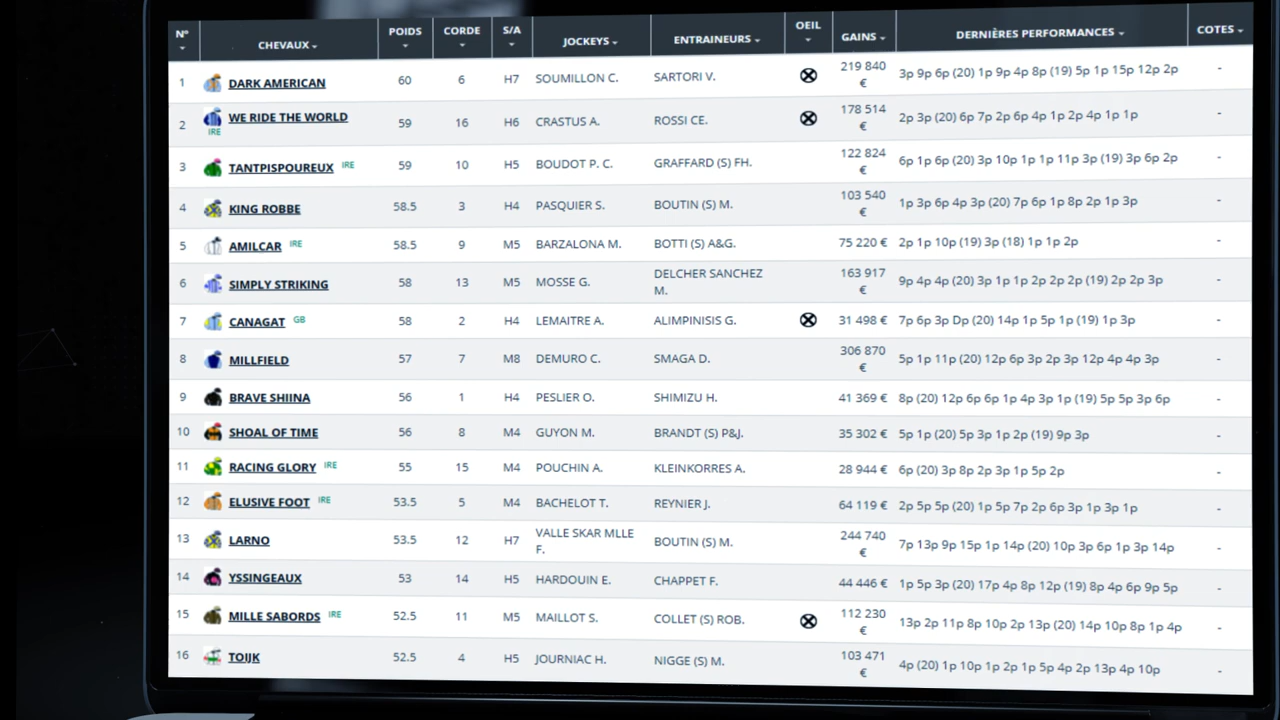 N° CHEVAUX POIDS CORDE S/A JOCKEYS ENTRAINEURS OEIL GAINS DERNIÈRES PERFORMANCES COTES
1 DARK AMERICAN 60 6 H7 SOUMILLON C. SARTORI V. 219 840 € 3p 9p 6p (20) 1p 9p 4p 8p (19) 5p 1p 15p 12p 2p -
2 WE RIDE THE WORLD IRE 59 16 H6 CRASTUS A. ROSSI CE. 178 514 € 2p 3p (20) 6p 7p 2p 6p 4p 1p 2p 4p 1p 1p -
3 TANTPISPOUREUX IRE 59 10 H5 BOUDOT P. C. GRAFFARD (S) FH. 122 824 € 6p 1p 6p (20) 3p 10p 1p 1p 11p 3p (19) 3p 6p 2p -
4 KING ROBBE 58.5 3 H4 PASQUIER S. BOUTIN (S) M. 103 540 € 1p 3p 6p 4p 3p (20) 7p 6p 1p 8p 2p 1p 3p -
5 AMILCAR IRE 58.5 9 M5 BARZALONA M. BOTTI (S) A&G. 75 220 € 2p 1p 10p (19) 3p (18) 1p 1p 2p -
6 SIMPLY STRIKING 58 13 M5 MOSSE G. DELCHER SANCHEZ M. 163 917 € 9p 4p 4p (20) 3p 1p 1p 2p 2p 2p (19) 2p 2p 3p -
7 CANAGAT GB 58 2 H4 LEMAITRE A. ALIMPINISIS G. 31 498 € 7p 6p 3p Dp (20) 14p 1p 5p 1p (19) 1p 3p -
8 MILLFIELD 57 7 M8 DEMURO C. SMAGA D. 306 870 € 5p 1p 11p (20) 12p 6p 3p 2p 3p 12p 4p 4p 3p -
9 BRAVE SHIINA 56 1 H4 PESLIER O. SHIMIZU H. 41 369 € 8p (20) 12p 6p 6p 1p 4p 3p 1p (19) 5p 5p 3p 6p -
10 SHOAL OF TIME 56 8 M4 GUYON M. BRANDT (S) P&J. 35 302 € 5p 1p (20) 5p 3p 1p 2p (19) 9p 3p -
11 RACING GLORY IRE 55 15 M4 POUCHIN A. KLEINKORRES A. 28 944 € 6p (20) 3p 8p 2p 3p 1p 5p 2p -
12 ELUSIVE FOOT IRE 53.5 5 M4 BACHELOT T. REYNIER J. 64 119 € 2p 5p 5p (20) 1p 5p 7p 2p 6p 3p 1p 3p 1p -
13 LARNO 53.5 12 H7 VALLE SKAR MLLE F. BOUTIN (S) M. 244 740 € 7p 13p 9p 15p 1p 14p (20) 10p 3p 6p 1p 3p 14p -
14 YSSINGEAUX 53 14 H5 HARDOUIN E. CHAPPET F. 44 446 € 1p 5p 3p (20) 17p 4p 8p 12p (19) 8p 4p 6p 9p 5p -
15 MILLE SABORDS IRE 52.5 11 M5 MAILLOT S. COLLET (S) ROB. 112 230 € 13p 2p 11p 8p 10p 2p 13p (20) 14p 10p 8p 1p 4p -
16 TOIJK 52.5 4 H5 JOURNIAC H. NIGGE (S) M. 103 471 € 4p (20) 1p 10p 1p 2p 1p 5p 4p 2p 13p 4p 10p -